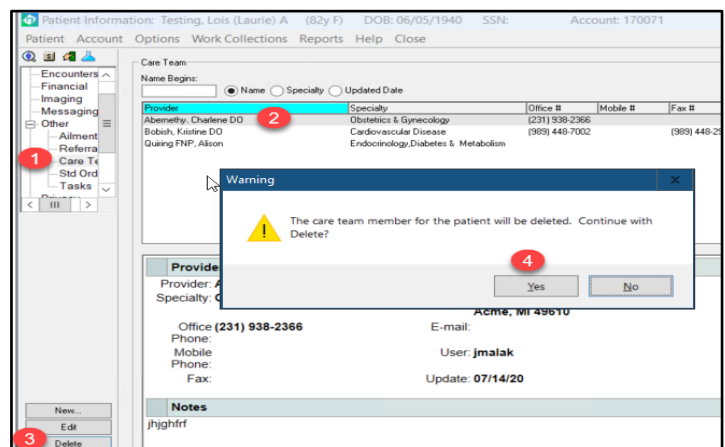 Patient Information: Testing, Lois (Laurie) A (82y F) DOB: 06/05/1940 SSN: Account: 170071
Patient Account Options Work Collections Reports Help Close
Encounters
Financial
Imaging
Messaging
Other
Ailment
Referra
1 Care Te
Std Ord
Tasks
Care Team
Name Begins:
Name Specialty Updated Date
Provider Specialty Office # Mobile # Fax #
Abernethy, Charlene DO 2 Obstetrics & Gynecology (231) 938-2366
Bobish, Kristine DO Cardiovascular Disease (989) 448-7002 (989) 448-29
Quiring FNP, Alison Endocrinology,Diabetes & Metabolism
Warning
The care team member for the patient will be deleted. Continue with
Delete?
4
Yes No
Provide
Provider: A
Specialty: O
Acme, MI 49610
Office (231) 938-2366 E-mail:
Phone:
Mobile User: jmalak
Phone:
Fax: Update: 07/14/20
Notes
jhjghfrf
New...
Edit
3 Delete